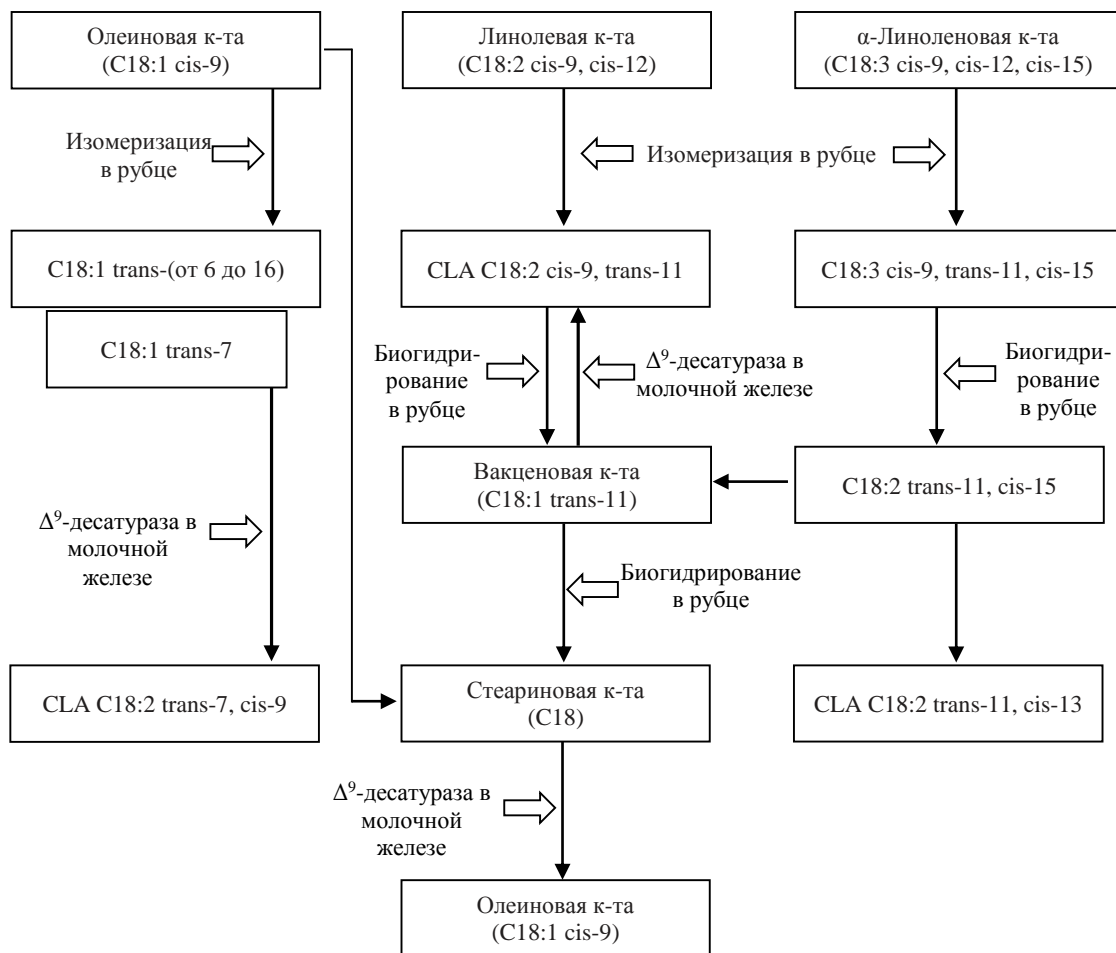 Олеиновая к-та
(C18:1 cis-9)
Линолевая к-та
(C18:2 cis-9, cis-12)
α-Линоленовая к-та
(C18:3 cis-9, cis-12, cis-15)
Изомеризация
в рубце
Изомеризация в рубце
C18:1 trans-(от 6 до 16)
CLA C18:2 cis-9, trans-11
C18:3 cis-9, trans-11, cis-15
C18:1 trans-7
Биогидри-
рование
в рубце
Δ⁹-десатураза в
молочной железе
Биогидри-
рование
в рубце
Вакценовая к-та
(C18:1 trans-11)
C18:2 trans-11, cis-15
Δ⁹-десатураза в
молочной
железе
Биогидрирование
в рубце
CLA C18:2 trans-7, cis-9
Стеариновая к-та
(C18)
CLA C18:2 trans-11, cis-13
Δ⁹-десатураза в
молочной
железе
Олеиновая к-та
(C18:1 cis-9)